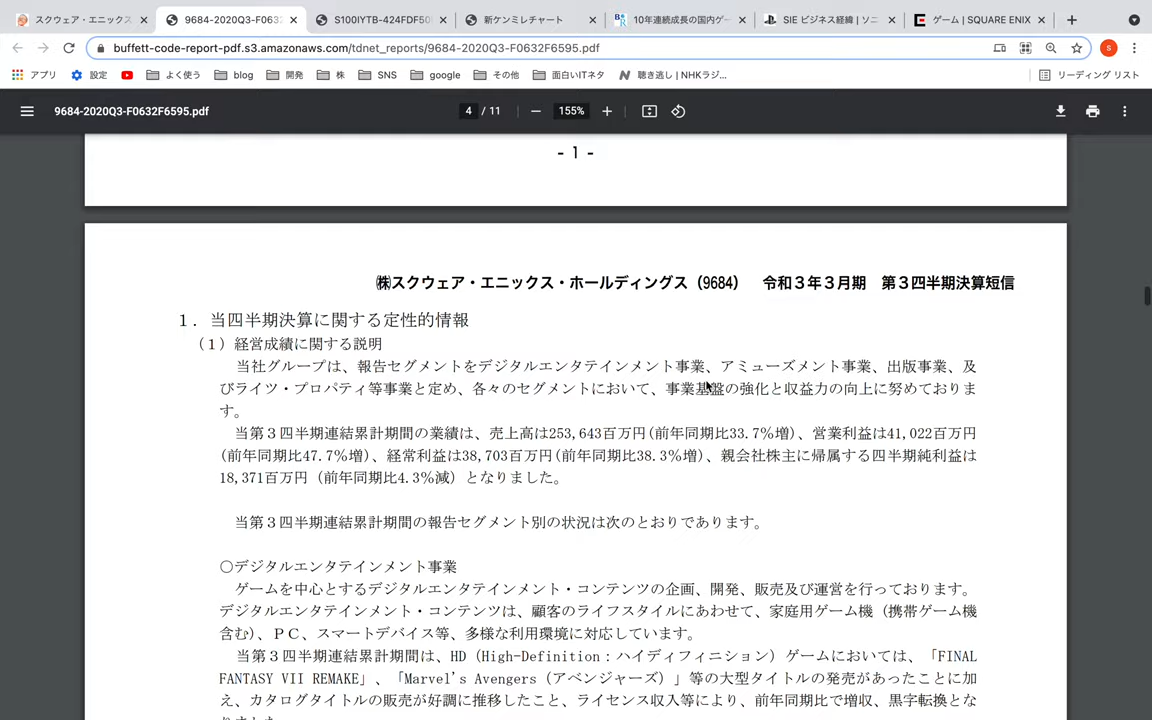 スクウェア・エニックス
9684-2020Q3-F063
S100IYTB-424FDF50
新ケンミレチャート
10年連続成長の国内ゲー
SIE ビジネス経緯 | ソニ
ゲーム | SQUARE ENIX
buffett-code-report-pdf.s3.amazonaws.com/tdnet_reports/9684-2020Q3-F0632F6595.pdf
アプリ 設定 よく使う blog 開発 株 SNS google その他 面白いITネタ 聴き逃し | NHKラジ... リーディング リスト
9684-2020Q3-F0632F6595.pdf 4 / 11 155%
- 1 -
㈱スクウェア・エニックス・ホールディングス（9684） 令和３年３月期 第３四半期決算短信
１．当四半期決算に関する定性的情報
（１）経営成績に関する説明
当社グループは、報告セグメントをデジタルエンタテインメント事業、アミューズメント事業、出版事業、及
びライツ・プロパティ等事業と定め、各々のセグメントにおいて、事業基盤の強化と収益力の向上に努めておりま
す。
当第３四半期連結累計期間の業績は、売上高は253,643百万円(前年同期比33.7％増)、営業利益は41,022百万円
(前年同期比47.7％増)、経常利益は38,703百万円(前年同期比38.3％増)、親会社株主に帰属する四半期純利益は
18,371百万円（前年同期比4.3％減）となりました。
当第３四半期連結累計期間の報告セグメント別の状況は次のとおりであります。
○デジタルエンタテインメント事業
ゲームを中心とするデジタルエンタテインメント・コンテンツの企画、開発、販売及び運営を行っております。
デジタルエンタテインメント・コンテンツは、顧客のライフスタイルにあわせて、家庭用ゲーム機（携帯ゲーム機
含む）、ＰＣ、スマートデバイス等、多様な利用環境に対応しています。
当第３四半期連結累計期間は、HD（High-Definition：ハイディフィニション）ゲームにおいては、「FINAL
FANTASY VII REMAKE」、「Marvel's Avengers（アベンジャーズ）」等の大型タイトルの発売があったことに加
え、カタログタイトルの販売が好調に推移したこと、ライセンス収入等により、前年同期比で増収、黒字転換とな
りました。